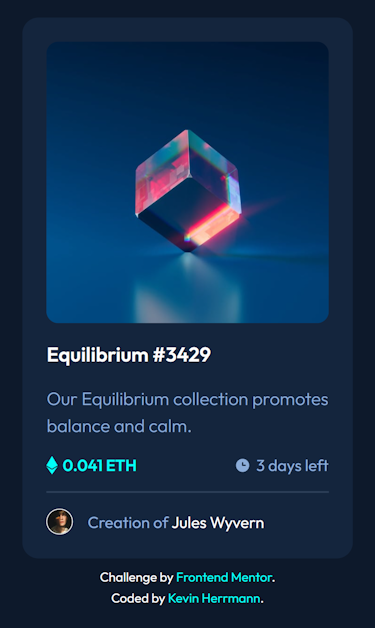 Equilibrium #3429
Our Equilibrium collection promotes
balance and calm.
0.041 ETH 3 days left
Creation of Jules Wyvern
Challenge by Frontend Mentor.
Coded by Kevin Herrmann.